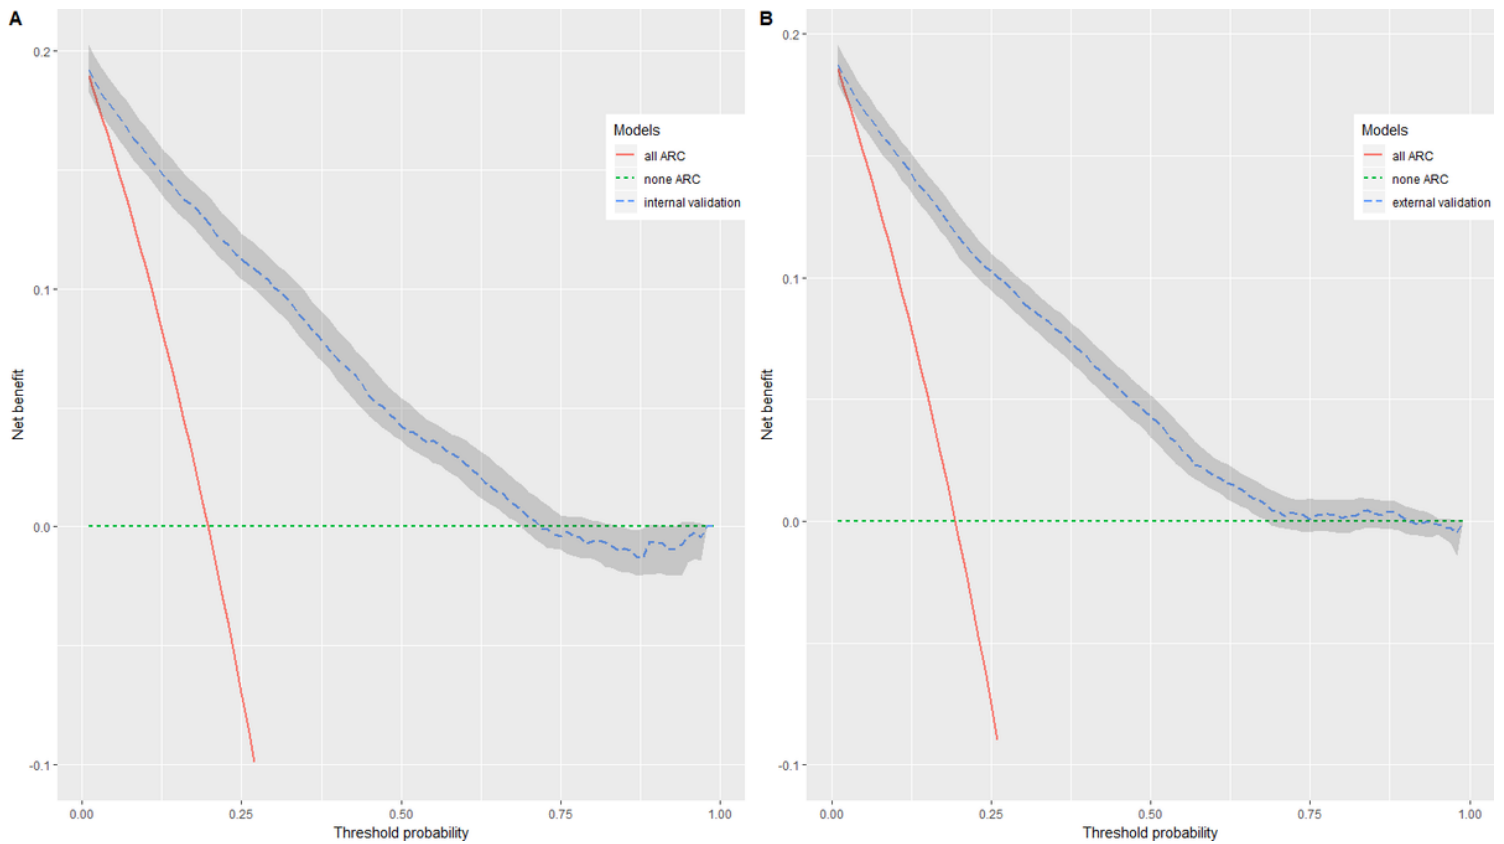 A
0.2
0.1
0.0
-0.1
Net benefit
Models
all ARC
none ARC
internal validation
0.00
0.25
0.50
0.75
1.00
Threshold probability
B
0.2
0.1
0.0
-0.1
Net benefit
Models
all ARC
none ARC
external validation
0.00
0.25
0.50
0.75
1.00
Threshold probability